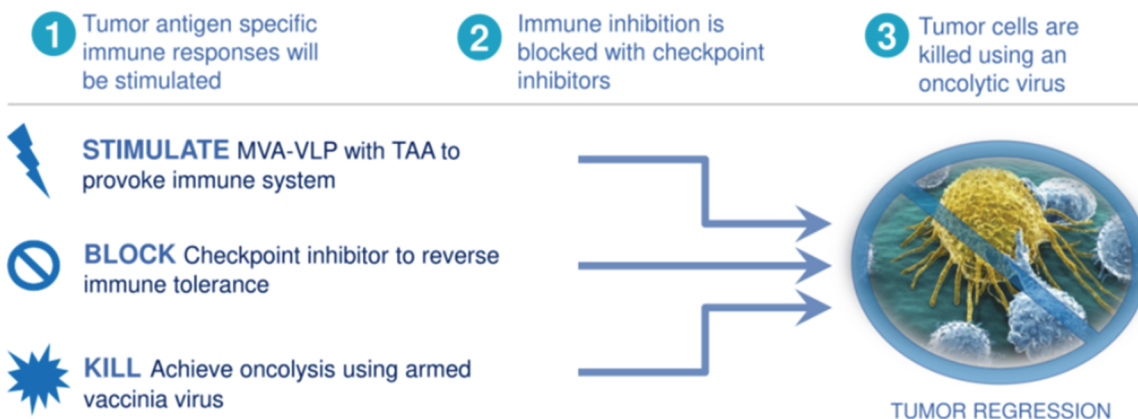 1 Tumor antigen specific
immune responses will
be stimulated
2 Immune inhibition is
blocked with checkpoint
inhibitors
3 Tumor cells are
killed using an
oncolytic virus
STIMULATE MVA-VLP with TAA to
provoke immune system
BLOCK Checkpoint inhibitor to reverse
immune tolerance
KILL Achieve oncolysis using armed
vaccinia virus
TUMOR REGRESSION